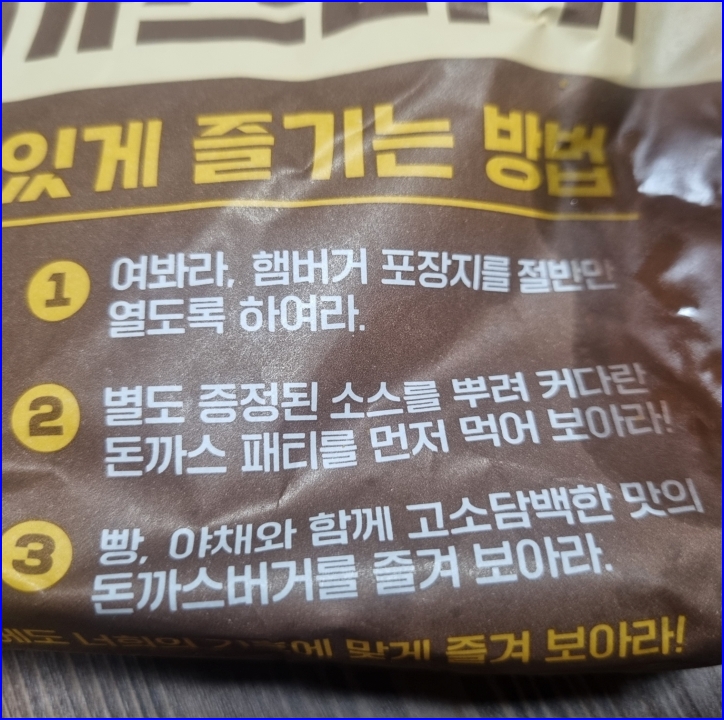 있게 즐기는 방법
1 여봐라, 햄버거 포장지를 절반만
열도록 하여라.
2 별도 증정된 소스를 뿌려 커다란
돈까스 패티를 먼저 먹어 보아라!
3 빵, 야채와 함께 고소담백한 맛의
돈까스버거를 즐겨 보아라.
맞게 즐겨 보아라!